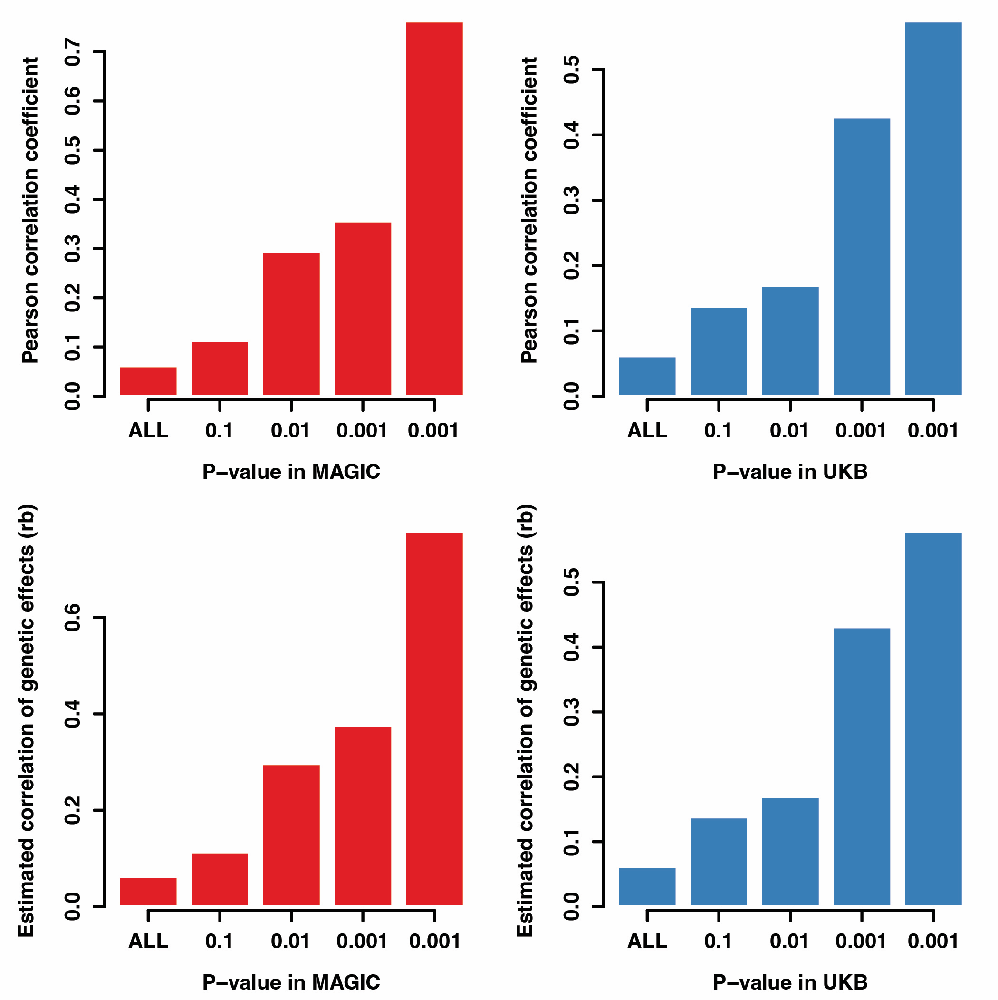 Pearson correlation coefficient
0.0 0.1 0.2 0.3 0.4 0.5 0.6 0.7
ALL 0.1 0.01 0.001 0.001
P−value in MAGIC
Pearson correlation coefficient
0.0 0.1 0.2 0.3 0.4 0.5
ALL 0.1 0.01 0.001 0.001
P−value in UKB
Estimated correlation of genetic effects (rb)
0.0 0.2 0.4 0.6
ALL 0.1 0.01 0.001 0.001
P−value in MAGIC
Estimated correlation of genetic effects (rb)
0.0 0.1 0.2 0.3 0.4 0.5
ALL 0.1 0.01 0.001 0.001
P−value in UKB